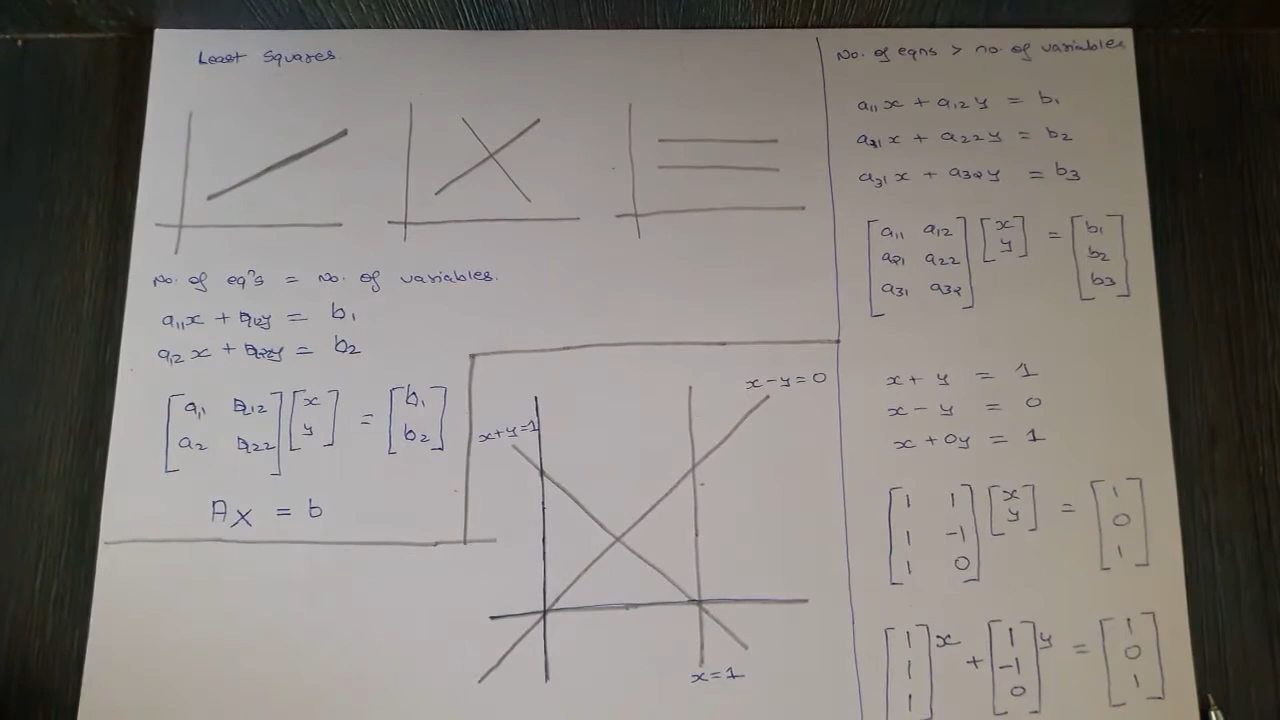 Least Squares
No. of eqⁿs = No. of variables.
a₁₁x + a₁₂y = b₁
a₁₂x + a₂₂y = b₂
[a₁₁ a₁₂] [x] = [b₁]
[a₂ a₂₂] [y] [b₂]
Ax = b
x-y=0
x+y=1
x=1
No. of eqns > no. of variables
a₁₁x + a₁₂y = b₁
a₂₁x + a₂₂y = b₂
a₃₁x + a₃₂y = b₃
[a₁₁ a₁₂] [x] = [b₁]
[a₂₁ a₂₂] [y] [b₂]
[a₃₁ a₃₂] [b₃]
x + y = 1
x - y = 0
x + 0y = 1
[1 1] [x] = [1]
[1 -1] [y] [0]
[1 0] [1]
[1] x + [1] y = [1]
[1] [-1] [0]
[1] [0] [1]